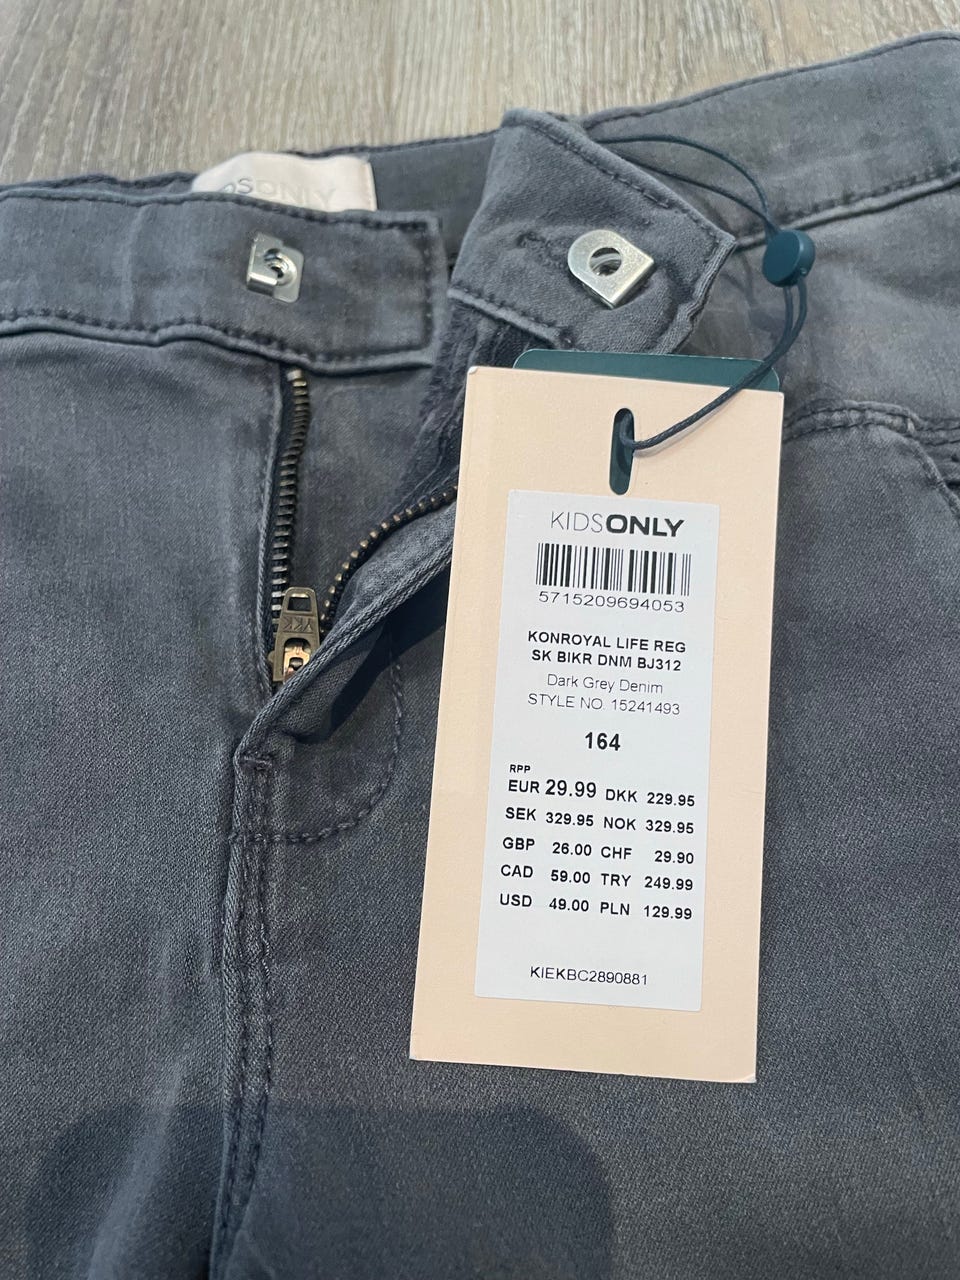 KIDSONLY
KIDSONLY
5715209694053
KONROYAL LIFE REG
SK BIKR DNM BJ312
Dark Grey Denim
STYLE NO. 15241493
164
RPP
EUR 29.99 DKK 229.95
SEK 329.95 NOK 329.95
GBP 26.00 CHF 29.90
CAD 59.00 TRY 249.99
USD 49.00 PLN 129.99
KIEKBC2890881
YKK